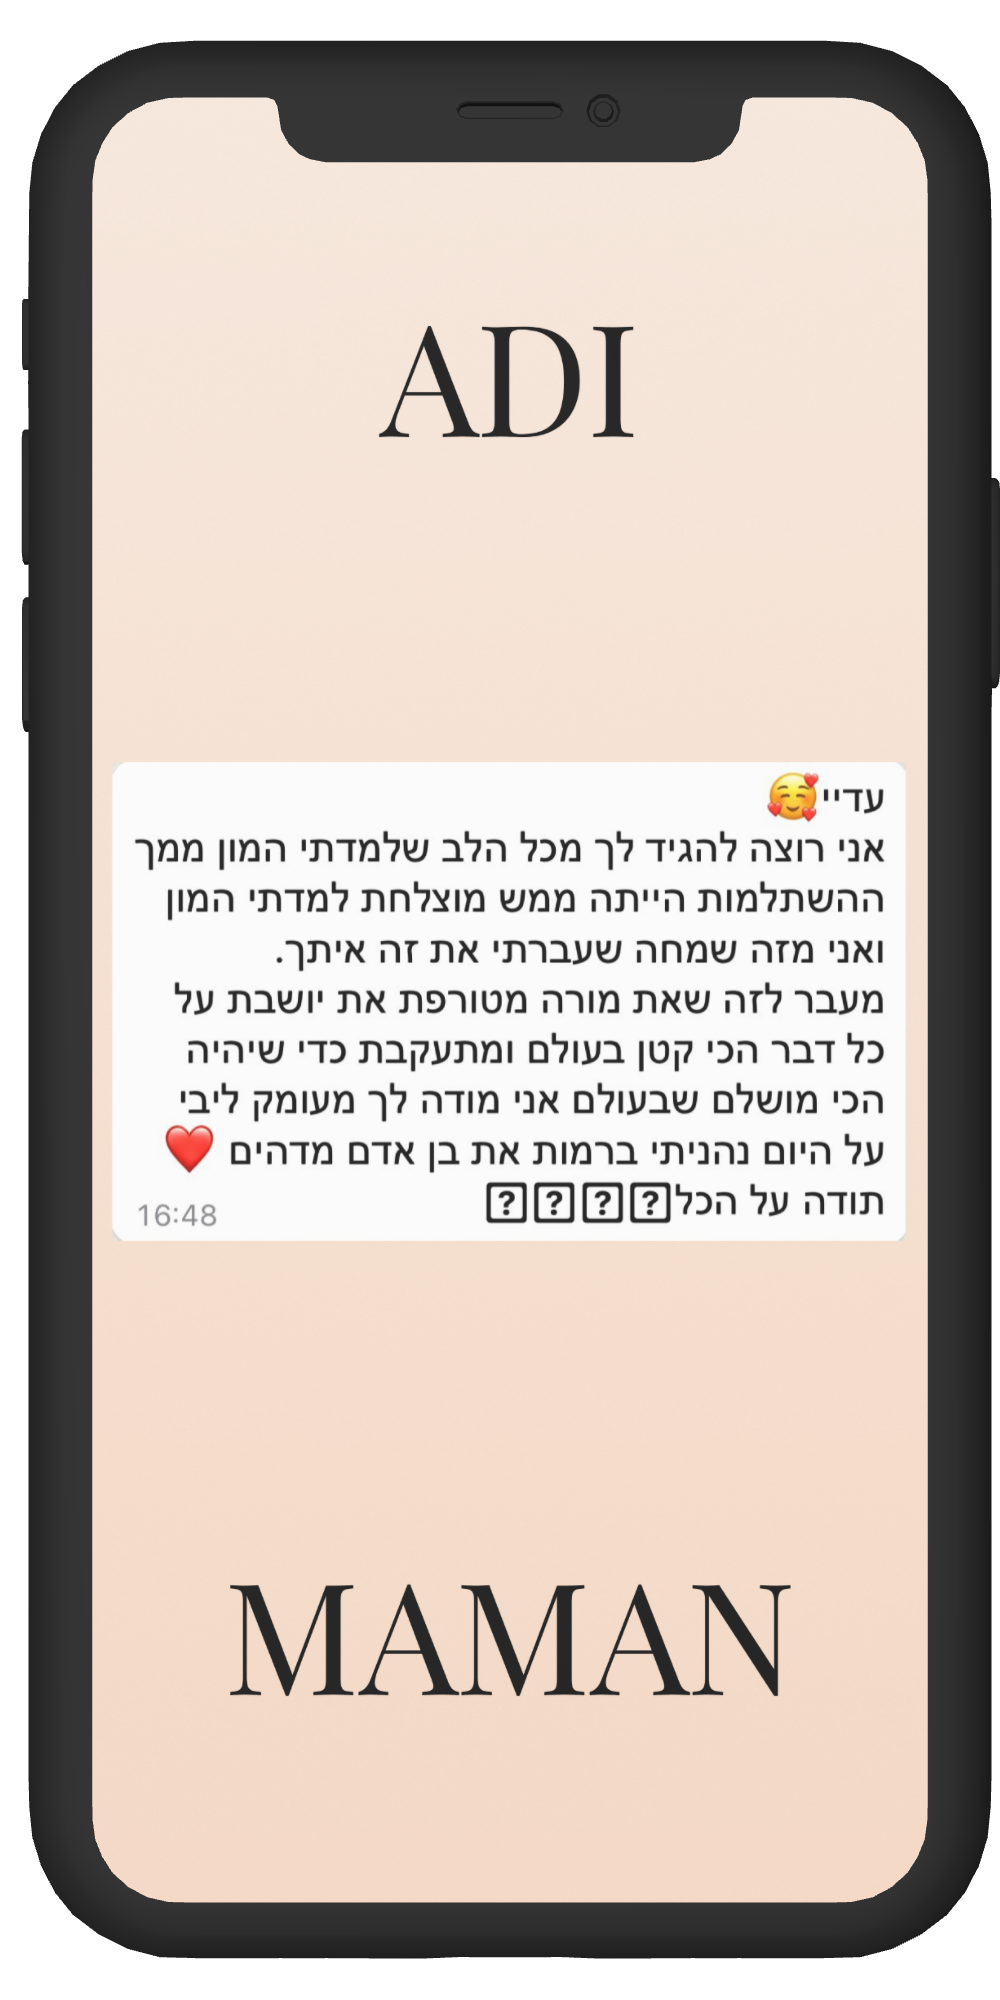 ADI
עדיי🥰
אני רוצה להגיד לך מכל הלב שלמדתי המון ממך
ההשתלמות הייתה ממש מוצלחת למדתי המון
ואני מזה שמחה שעברתי את זה איתך.
מעבר לזה שאת מורה מטורפת את יושבת על
כל דבר הכי קטן בעולם ומתעקבת כדי שיהיה
הכי מושלם שבעולם אני מודה לך מעומק ליבי
על היום נהניתי ברמות את בן אדם מדהים ❤️
תודה על הכל⍰⍰⍰⍰
16:48
MAMAN